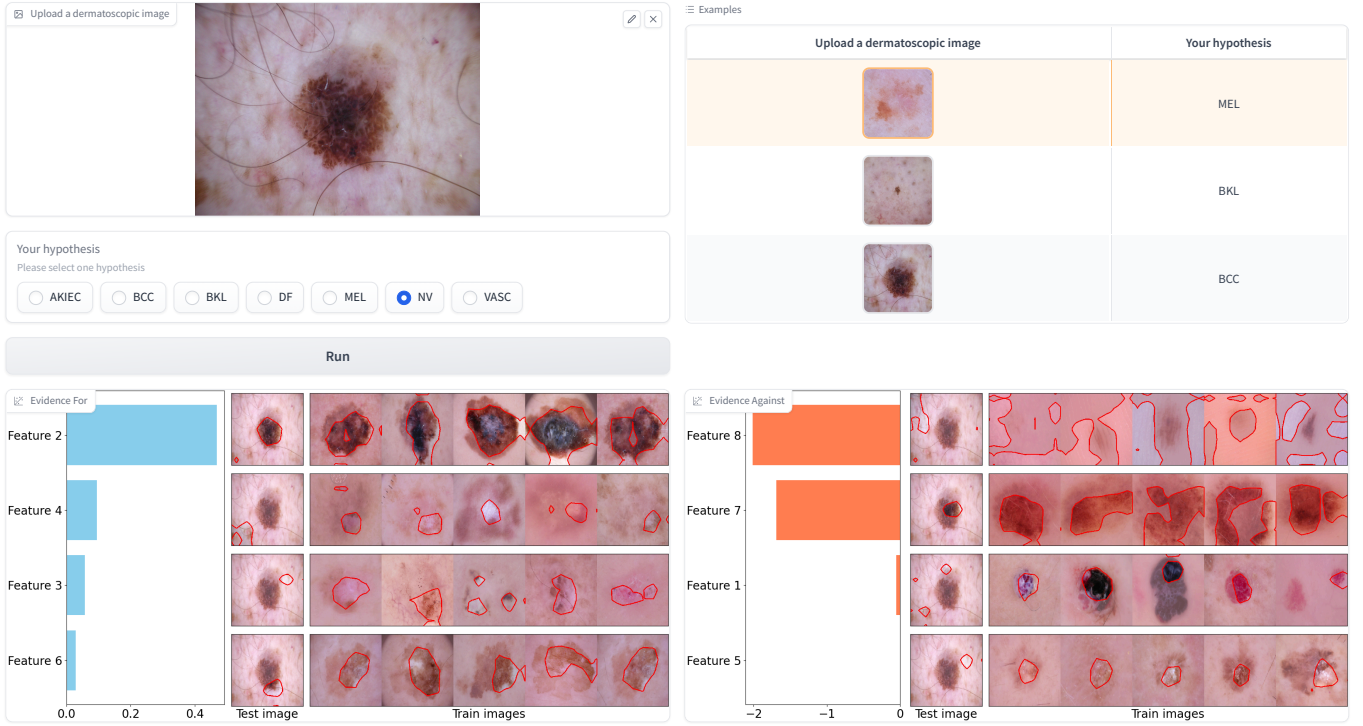 Upload a dermatoscopic image
Your hypothesis
Please select one hypothesis
AKIEC
BCC
BKL
DF
MEL
NV
VASC
Run
Examples
Upload a dermatoscopic image Your hypothesis
MEL
BKL
BCC
Evidence For
Feature 2
Feature 4
Feature 3
Feature 6
0.0 0.2 0.4 Test image Train images
Evidence Against
Feature 8
Feature 7
Feature 1
Feature 5
−2 −1 0 Test image Train images